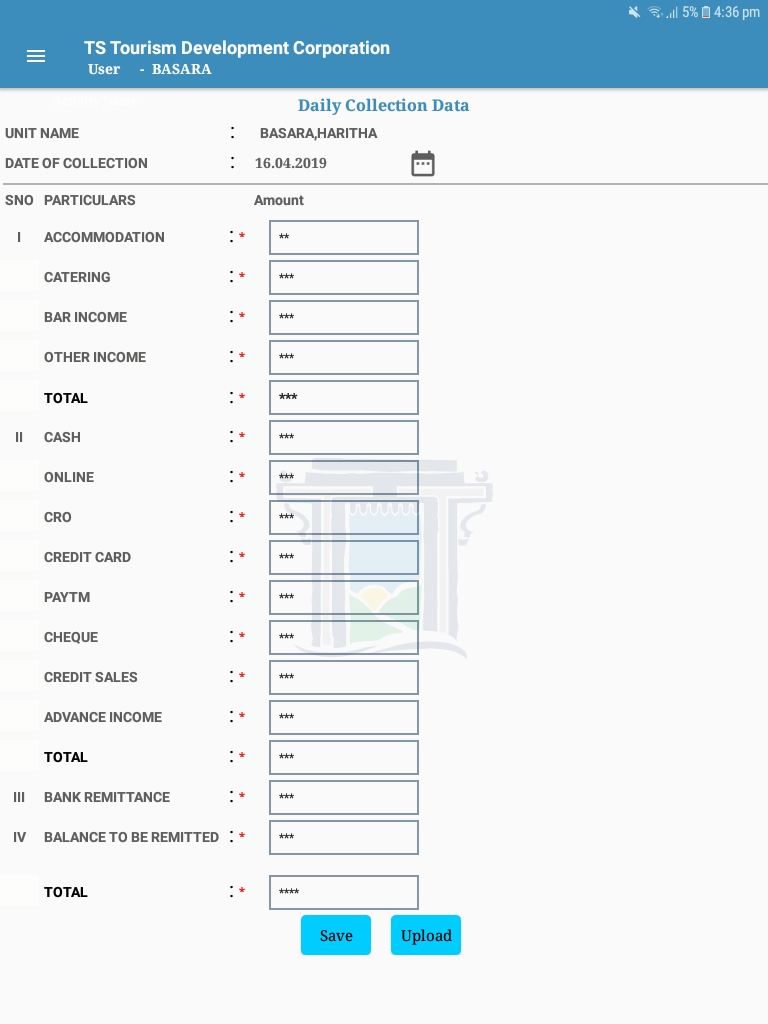 5% 4:36 pm
TS Tourism Development Corporation
User - BASARA
Daily Collection Data
UNIT NAME : BASARA,HARITHA
DATE OF COLLECTION : 16.04.2019
SNO PARTICULARS Amount
I ACCOMMODATION : * **
CATERING : * ***
BAR INCOME : * ***
OTHER INCOME : * ***
TOTAL : * ***
II CASH : * ***
ONLINE : * ***
CRO : * ***
CREDIT CARD : * ***
PAYTM : * ***
CHEQUE : * ***
CREDIT SALES : * ***
ADVANCE INCOME : * ***
TOTAL : * ***
III BANK REMITTANCE : * ***
IV BALANCE TO BE REMITTED : * ***
TOTAL : * ****
Save Upload